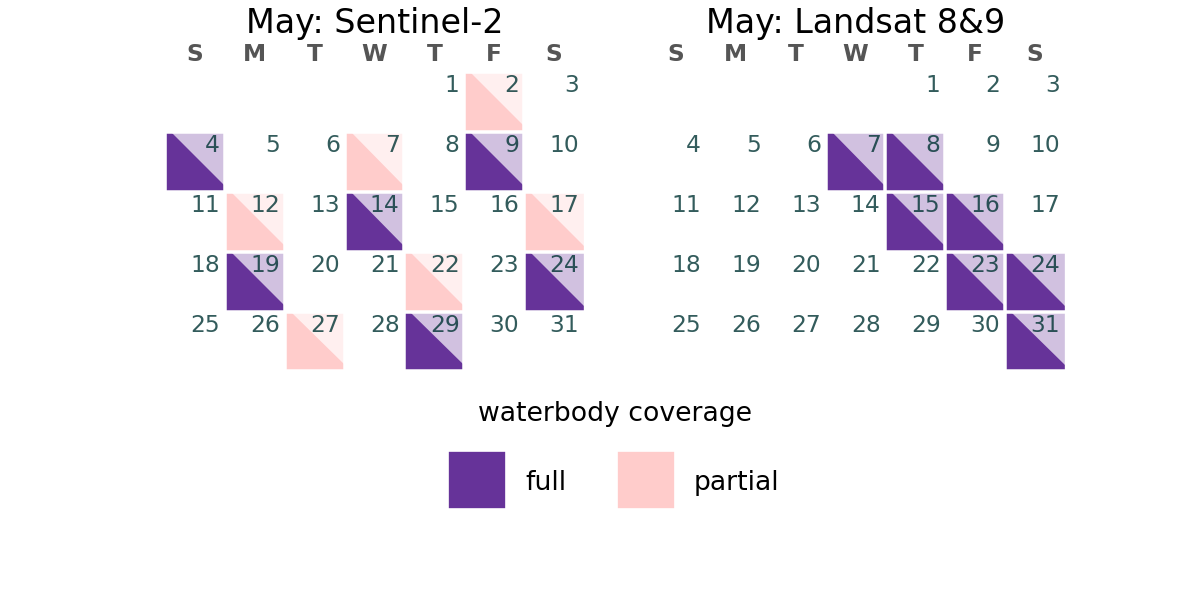 May: Sentinel-2
S M T W T F S
1 2 3
4 5 6 7 8 9 10
11 12 13 14 15 16 17
18 19 20 21 22 23 24
25 26 27 28 29 30 31
May: Landsat 8&9
S M T W T F S
1 2 3
4 5 6 7 8 9 10
11 12 13 14 15 16 17
18 19 20 21 22 23 24
25 26 27 28 29 30 31
waterbody coverage
full partial